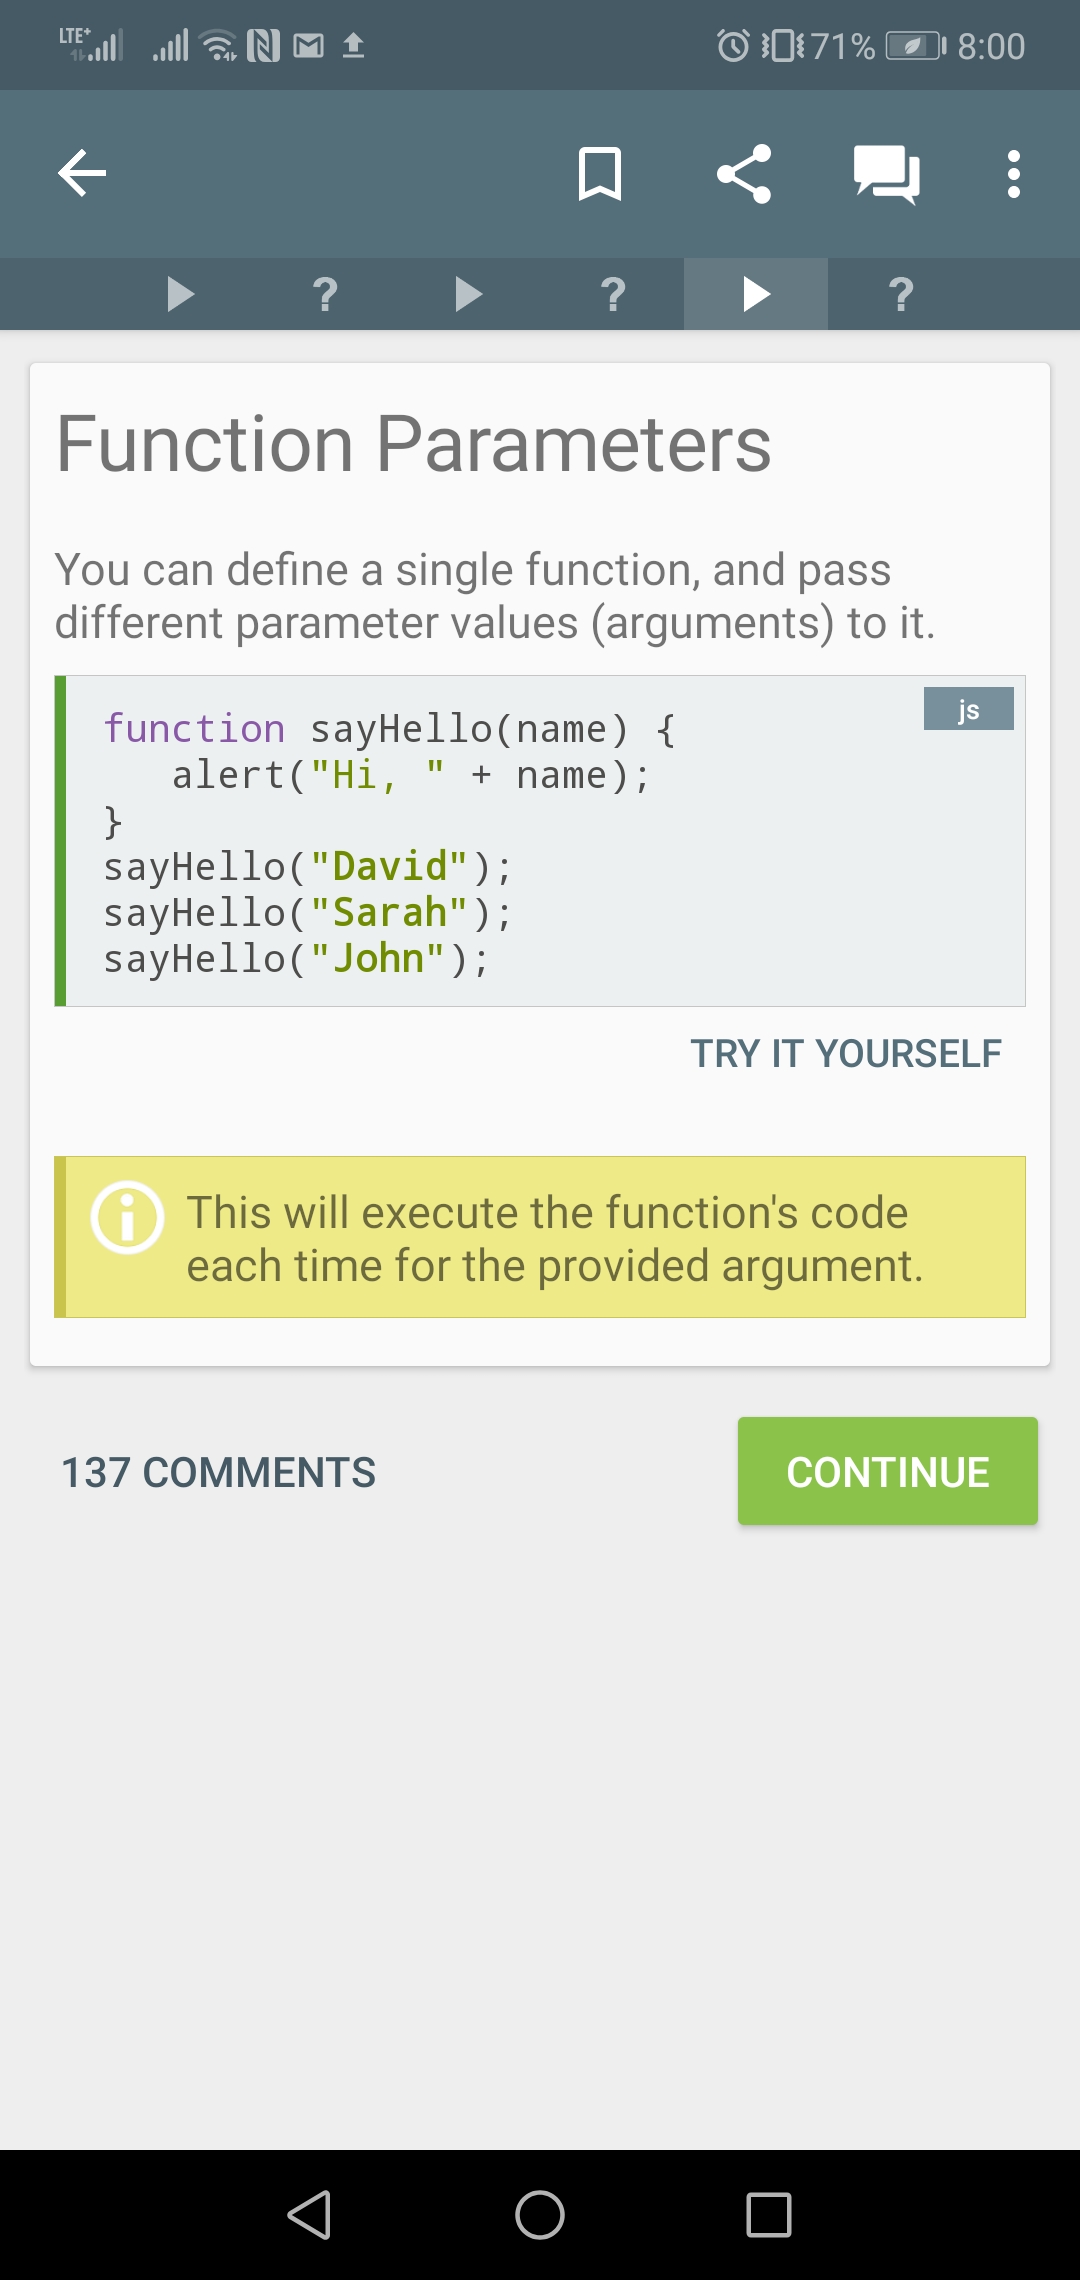 LTE+ 71% 8:00
? ? ?
Function Parameters
You can define a single function, and pass
different parameter values (arguments) to it.
js
function sayHello(name) {
   alert("Hi, " + name);
}
sayHello("David");
sayHello("Sarah");
sayHello("John");
TRY IT YOURSELF
This will execute the function's code
each time for the provided argument.
137 COMMENTS
CONTINUE